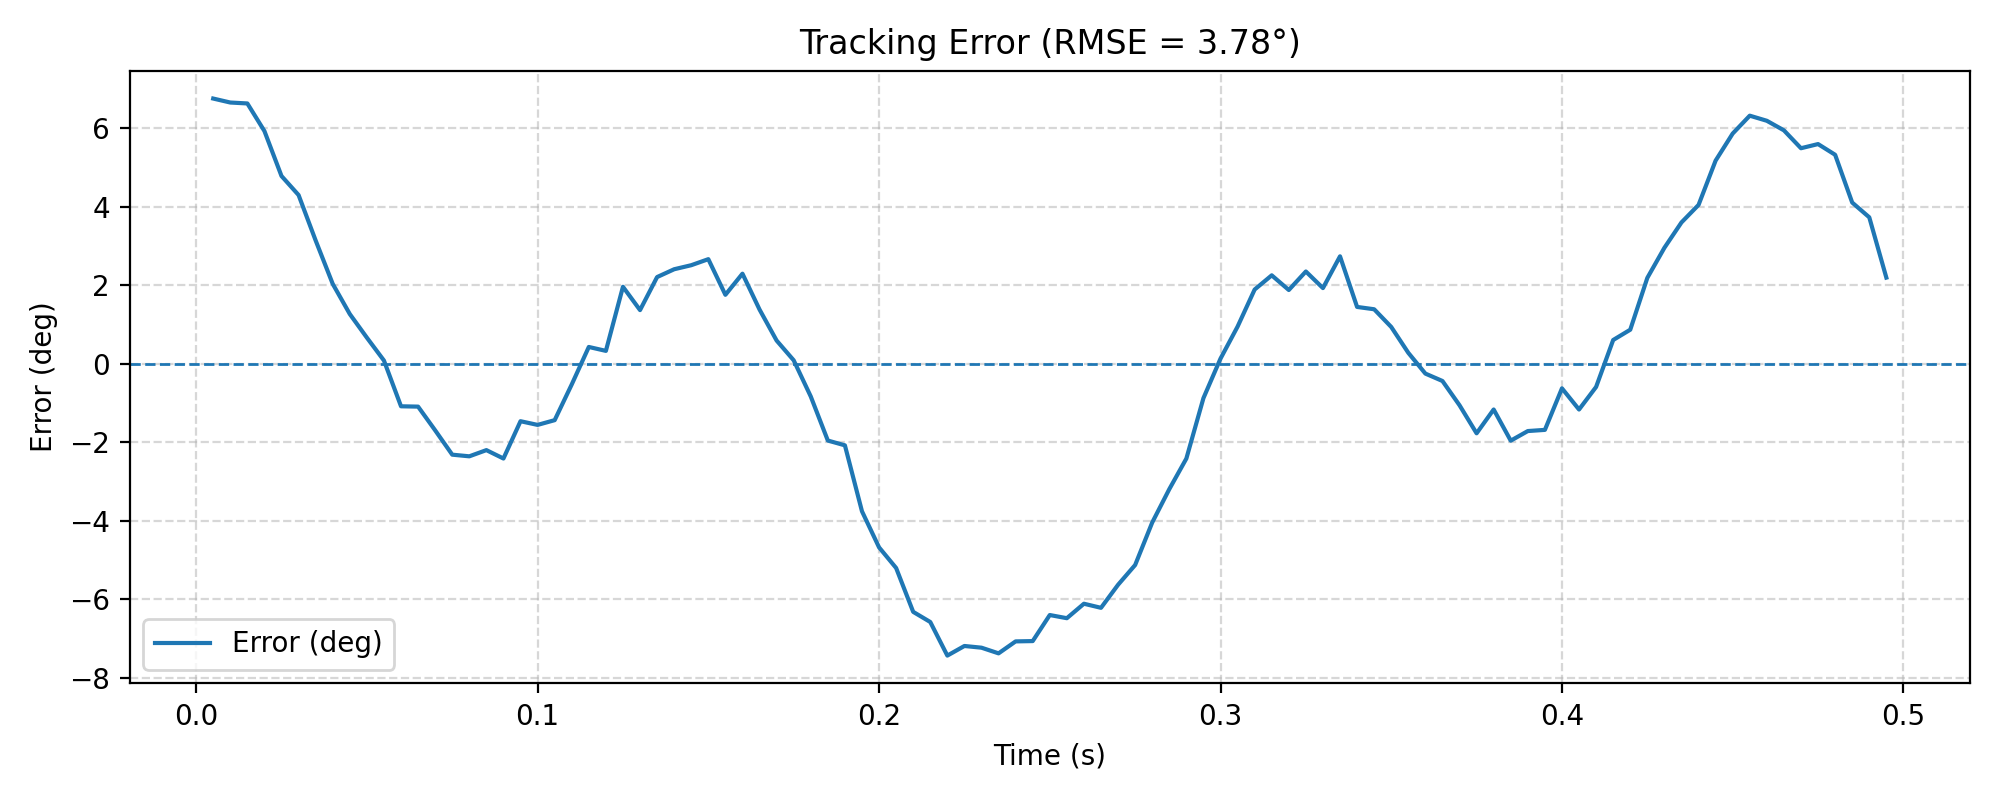 Tracking Error (RMSE = 3.78°)
Error (deg)
6
4
2
0
−2
−4
−6
−8
Error (deg)
0.0 0.1 0.2 0.3 0.4 0.5
Time (s)